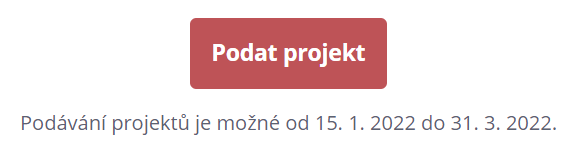 Podat projekt
Podávání projektů je možné od 15. 1. 2022 do 31. 3. 2022.